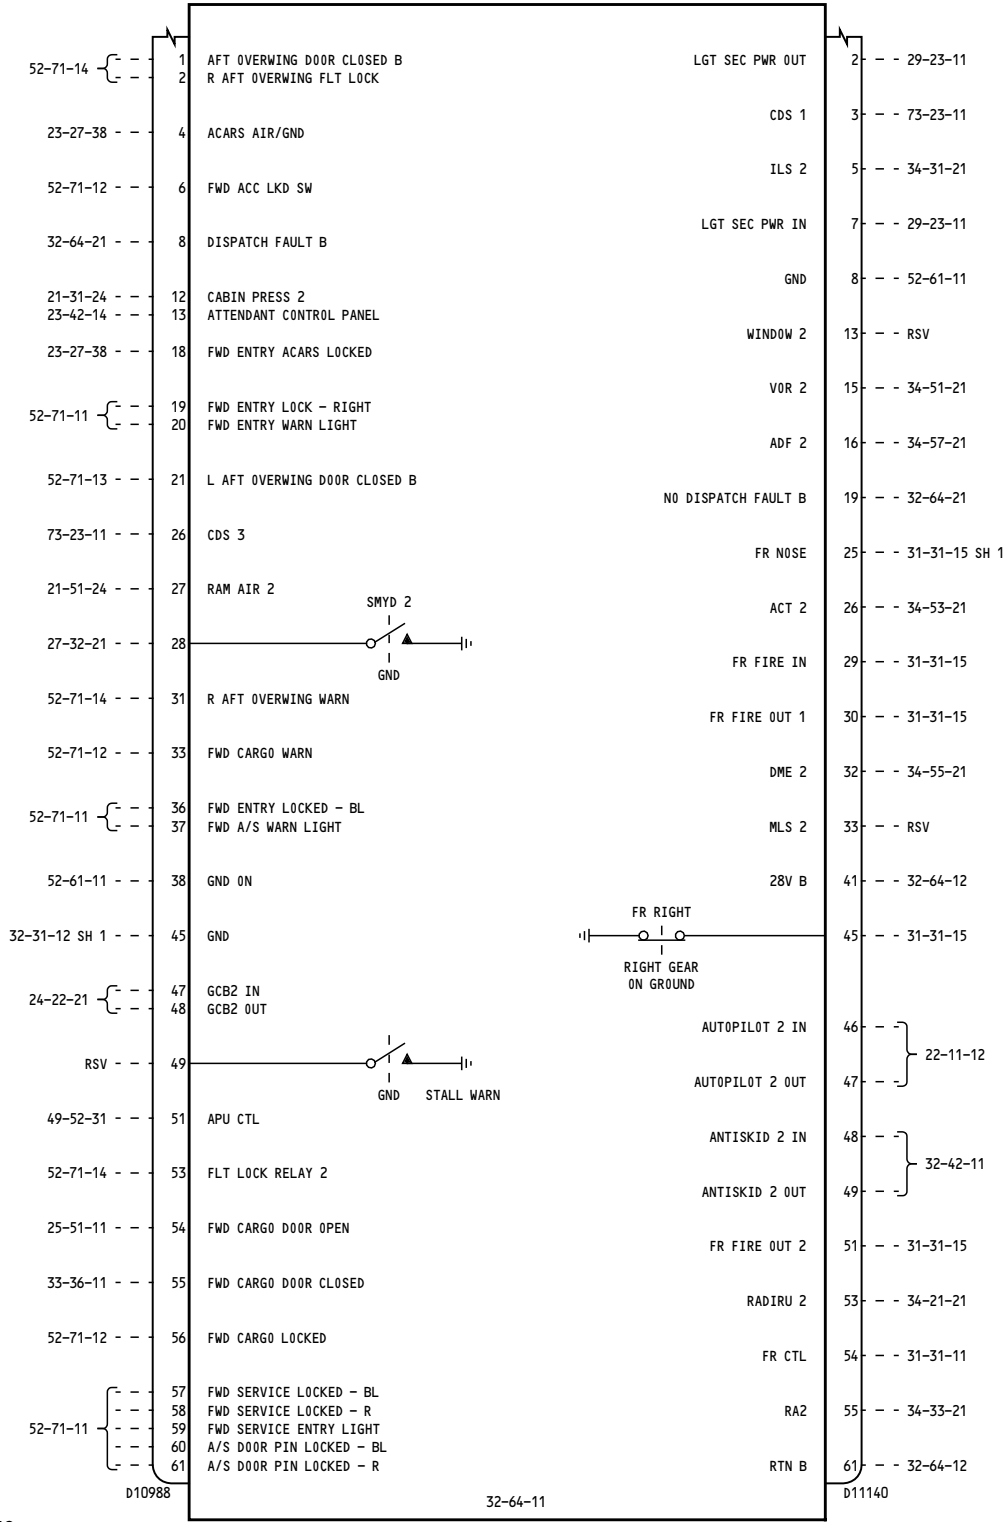 52-71-14 1 AFT OVERWING DOOR CLOSED B
2 R AFT OVERWING FLT LOCK
23-27-38 4 ACARS AIR/GND
52-71-12 6 FWD ACC LKD SW
32-64-21 8 DISPATCH FAULT B
21-31-24 12 CABIN PRESS 2
23-42-14 13 ATTENDANT CONTROL PANEL
23-27-38 18 FWD ENTRY ACARS LOCKED
52-71-11 19 FWD ENTRY LOCK - RIGHT
20 FWD ENTRY WARN LIGHT
52-71-13 21 L AFT OVERWING DOOR CLOSED B
73-23-11 26 CDS 3
21-51-24 27 RAM AIR 2
SMYD 2
27-32-21 28
GND
52-71-14 31 R AFT OVERWING WARN
52-71-12 33 FWD CARGO WARN
52-71-11 36 FWD ENTRY LOCKED - BL
37 FWD A/S WARN LIGHT
52-61-11 38 GND ON
32-31-12 SH 1 45 GND
24-22-21 47 GCB2 IN
48 GCB2 OUT
RSV 49
GND STALL WARN
49-52-31 51 APU CTL
52-71-14 53 FLT LOCK RELAY 2
25-51-11 54 FWD CARGO DOOR OPEN
33-36-11 55 FWD CARGO DOOR CLOSED
52-71-12 56 FWD CARGO LOCKED
52-71-11 57 FWD SERVICE LOCKED - BL
58 FWD SERVICE LOCKED - R
59 FWD SERVICE ENTRY LIGHT
60 A/S DOOR PIN LOCKED - BL
61 A/S DOOR PIN LOCKED - R
D10988
LGT SEC PWR OUT 2 29-23-11
CDS 1 3 73-23-11
ILS 2 5 34-31-21
LGT SEC PWR IN 7 29-23-11
GND 8 52-61-11
WINDOW 2 13 RSV
VOR 2 15 34-51-21
ADF 2 16 34-57-21
NO DISPATCH FAULT B 19 32-64-21
FR NOSE 25 31-31-15 SH 1
ACT 2 26 34-53-21
FR FIRE IN 29 31-31-15
FR FIRE OUT 1 30 31-31-15
DME 2 32 34-55-21
MLS 2 33 RSV
28V B 41 32-64-12
FR RIGHT
45 31-31-15
RIGHT GEAR
ON GROUND
AUTOPILOT 2 IN 46
22-11-12
AUTOPILOT 2 OUT 47
ANTISKID 2 IN 48
32-42-11
ANTISKID 2 OUT 49
FR FIRE OUT 2 51 31-31-15
RADIRU 2 53 34-21-21
FR CTL 54 31-31-11
RA2 55 34-33-21
RTN B 61 32-64-12
D11140
32-64-11